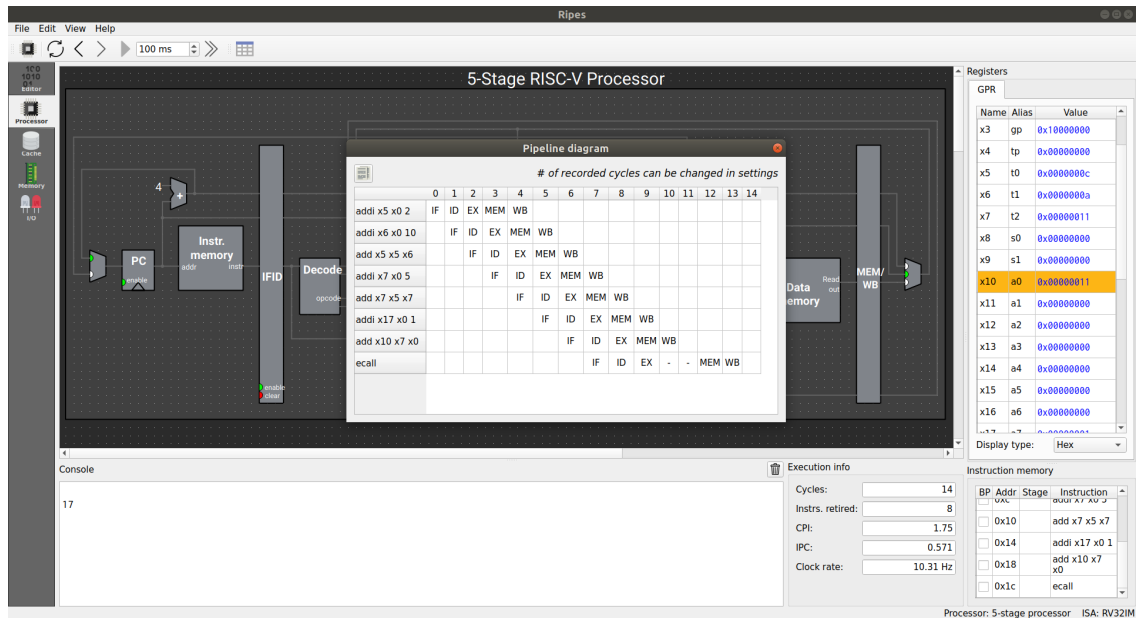 Ripes
File Edit View Help
100 ms
Editor
Processor
Cache
Memory
I/O
5-Stage RISC-V Processor
4
+
PC
enable
Instr.
memory
addr
instr
IFID
enable
clear
Decode
opcode
Data
Read
out
MEM/
WB
Pipeline diagram
# of recorded cycles can be changed in settings
0 1 2 3 4 5 6 7 8 9 10 11 12 13 14
addi x5 x0 2 IF ID EX MEM WB
addi x6 x0 10 IF ID EX MEM WB
add x5 x5 x6 IF ID EX MEM WB
addi x7 x0 5 IF ID EX MEM WB
add x7 x5 x7 IF ID EX MEM WB
addi x17 x0 1 IF ID EX MEM WB
add x10 x7 x0 IF ID EX MEM WB
ecall IF ID EX - - MEM WB
Registers
GPR
Name Alias Value
x3 gp 0x10000000
x4 tp 0x00000000
x5 t0 0x0000000c
x6 t1 0x0000000a
x7 t2 0x00000011
x8 s0 0x00000000
x9 s1 0x00000000
x10 a0 0x00000011
x11 a1 0x00000000
x12 a2 0x00000000
x13 a3 0x00000000
x14 a4 0x00000000
x15 a5 0x00000000
x16 a6 0x00000000
x17 a7 0x00000001
Display type: Hex
Console
17
Execution info
Cycles: 14
Instrs. retired: 8
CPI: 1.75
IPC: 0.571
Clock rate: 10.31 Hz
Instruction memory
BP Addr Stage Instruction
0xc addi x7 x0 5
0x10 add x7 x5 x7
0x14 addi x17 x0 1
0x18 add x10 x7
x0
0x1c ecall
Processor: 5-stage processor ISA: RV32IM